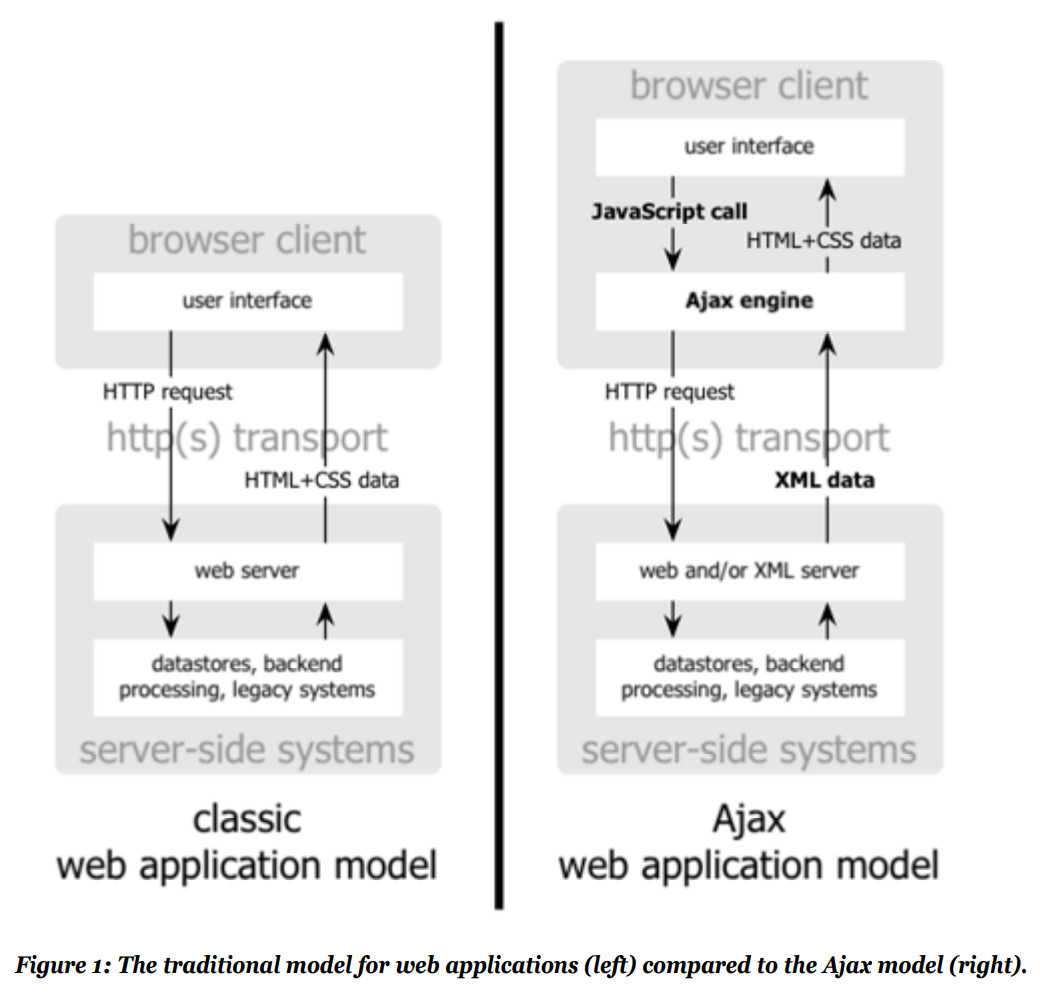 browser client
user interface
HTTP request
http(s) transport
HTML+CSS data
web server
datastores, backend
processing, legacy systems
server-side systems
classic
web application model
browser client
user interface
JavaScript call
HTML+CSS data
Ajax engine
HTTP request
http(s) transport
XML data
web and/or XML server
datastores, backend
processing, legacy systems
server-side systems
Ajax
web application model
Figure 1: The traditional model for web applications (left) compared to the Ajax model (right).